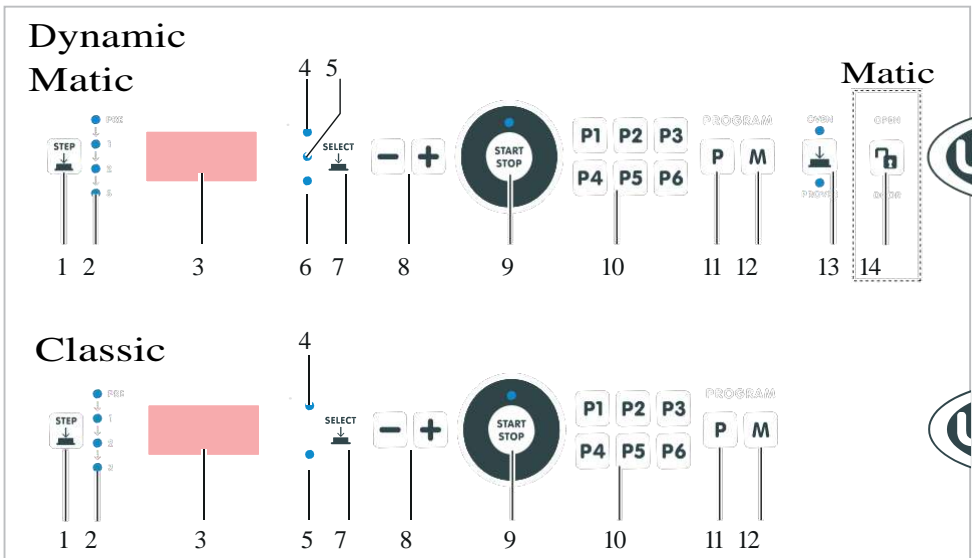 Dynamic
Matic
Matic
4 5
PRE
STEP
1
2
3
SELECT
START
STOP
P1 P2 P3
P4 P5 P6
PROGRAM
P M
OVEN
PROVER
OPEN
DOOR
1 2 3 6 7 8 9 10 11 12 13 14
Classic
4
PRE
STEP
1
2
3
SELECT
START
STOP
P1 P2 P3
P4 P5 P6
PROGRAM
P M
1 2 3 5 7 8 9 10 11 12